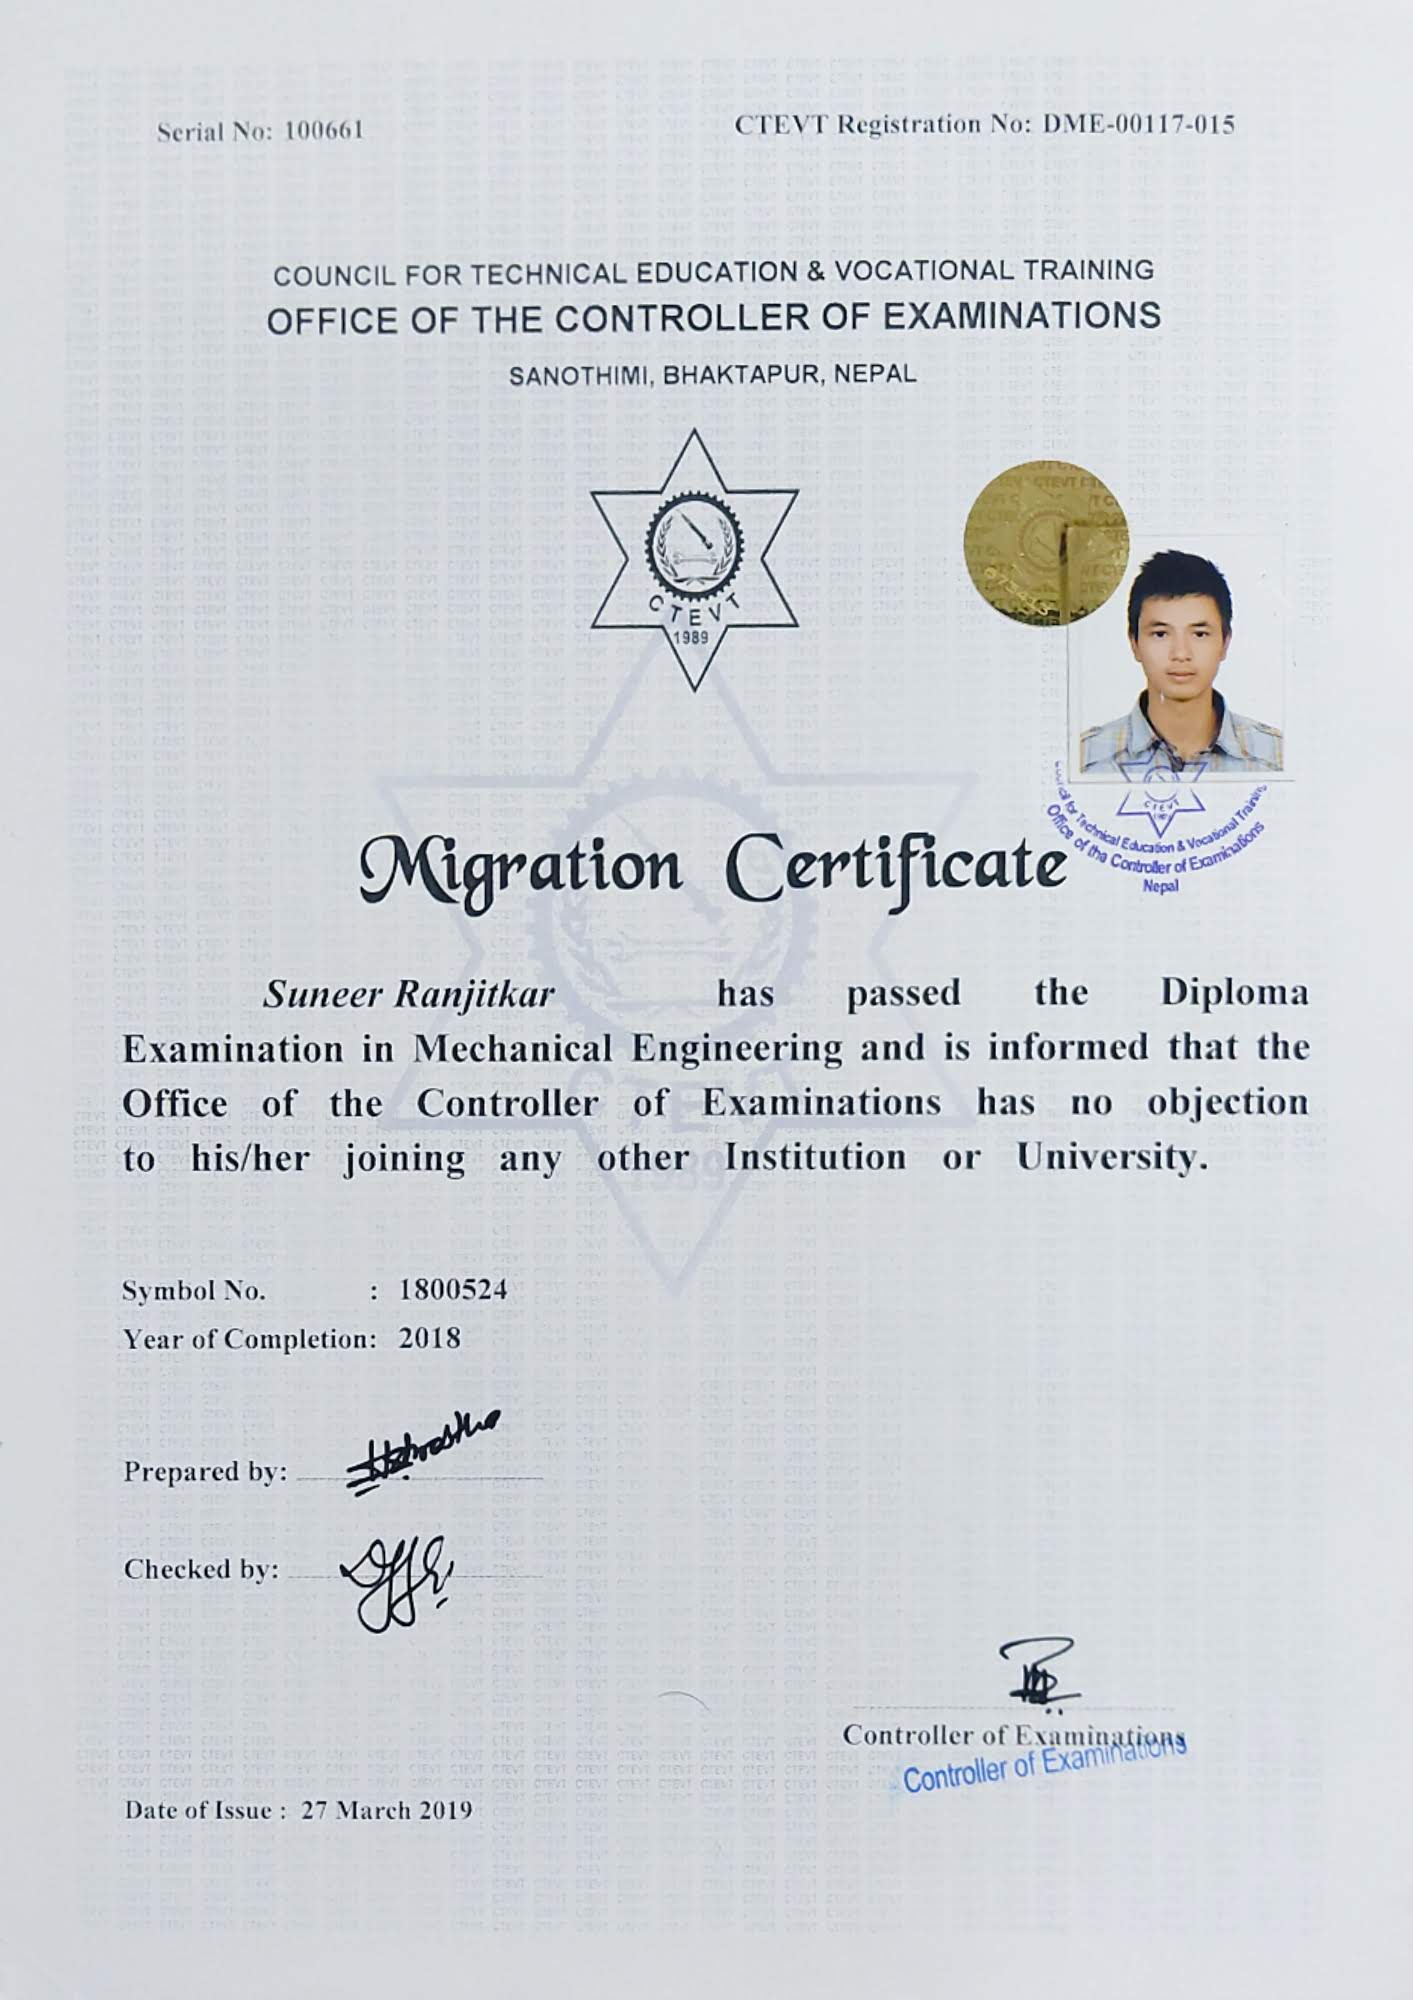 Serial No: 100661
CTEVT Registration No: DME-00117-015
COUNCIL FOR TECHNICAL EDUCATION & VOCATIONAL TRAINING
OFFICE OF THE CONTROLLER OF EXAMINATIONS
SANOTHIMI, BHAKTAPUR, NEPAL
CTEVT
1989
Council for Technical Education & Vocational Training
Office of the Controller of Examinations
Nepal
Migration Certificate
Suneer Ranjitkar has passed the Diploma
Examination in Mechanical Engineering and is informed that the
Office of the Controller of Examinations has no objection
to his/her joining any other Institution or University.
Symbol No. : 1800524
Year of Completion: 2018
Prepared by:
Checked by:
Controller of Examinations
Controller of Examinations
Date of Issue : 27 March 2019